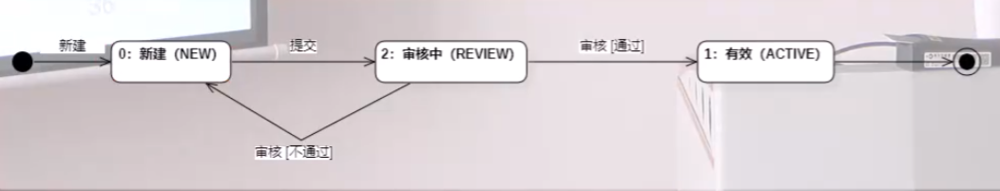 新建
0：新建（NEW）
提交
2：审核中（REVIEW）
审核 [通过]
1：有效（ACTIVE）
审核 [不通过]